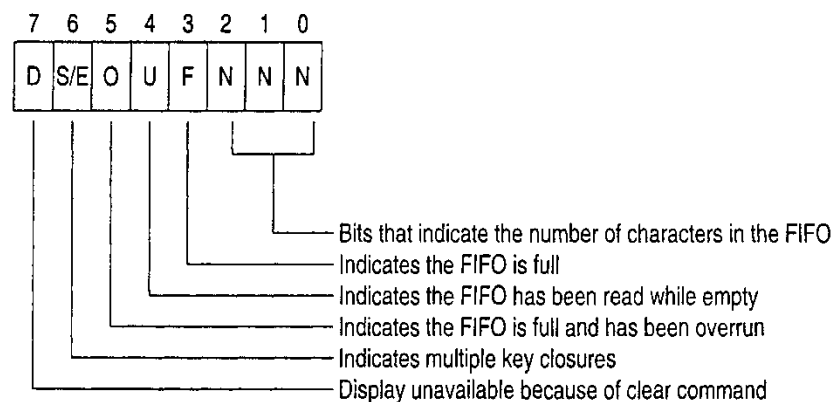 7 6 5 4 3 2 1 0
D S/E O U F N N N
Bits that indicate the number of characters in the FIFO
Indicates the FIFO is full
Indicates the FIFO has been read while empty
Indicates the FIFO is full and has been overrun
Indicates multiple key closures
Display unavailable because of clear command